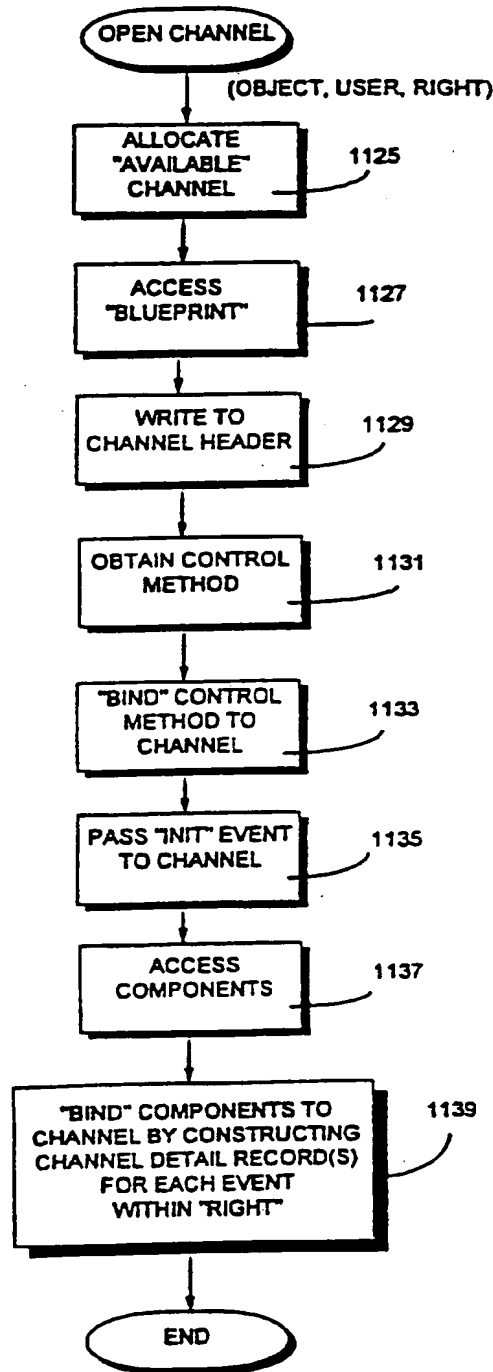 OPEN CHANNEL
(OBJECT, USER, RIGHT)
ALLOCATE
"AVAILABLE"
CHANNEL
1125
ACCESS
"BLUEPRINT"
1127
WRITE TO
CHANNEL HEADER
1129
OBTAIN CONTROL
METHOD
1131
"BIND" CONTROL
METHOD TO
CHANNEL
1133
PASS "INIT" EVENT
TO CHANNEL
1135
ACCESS
COMPONENTS
1137
"BIND" COMPONENTS TO
CHANNEL BY CONSTRUCTING
CHANNEL DETAIL RECORD(S)
FOR EACH EVENT
WITHIN "RIGHT"
1139
END